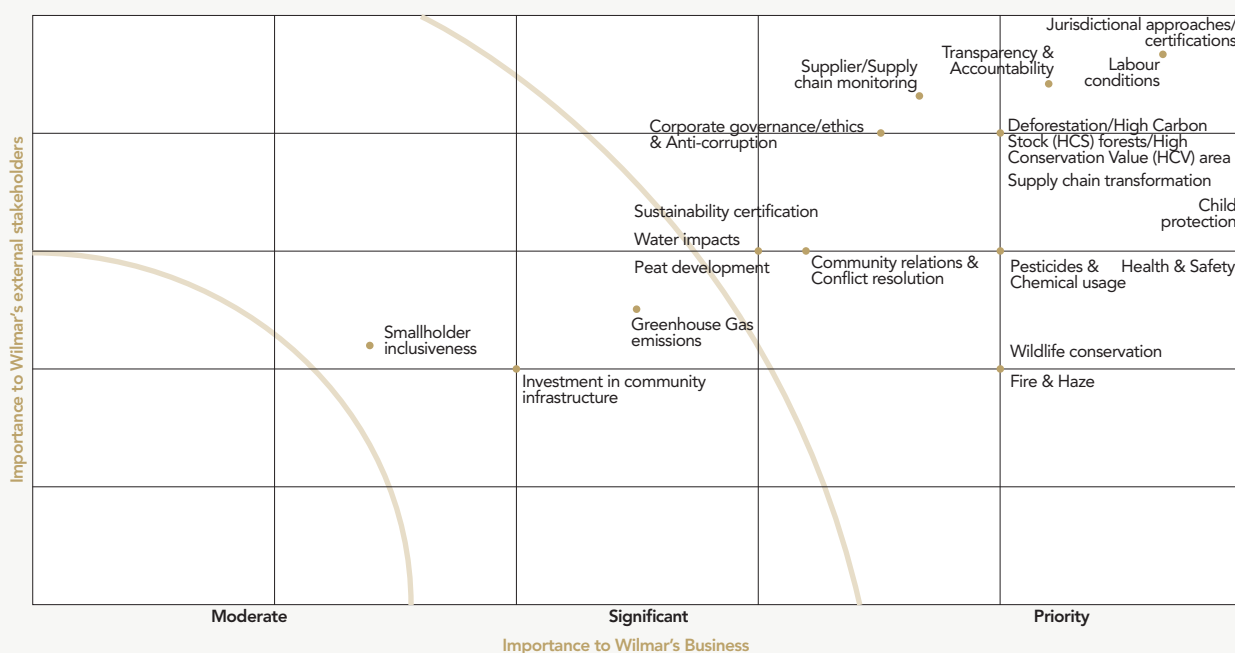 Importance to Wilmar's external stakeholders
Jurisdictional approaches/
certifications
Transparency &
Accountability
Labour
conditions
Supplier/Supply
chain monitoring
Corporate governance/ethics
& Anti-corruption
Deforestation/High Carbon
Stock (HCS) forests/High
Conservation Value (HCV) area
Supply chain transformation
Child
protection
Sustainability certification
Water impacts
Peat development
Community relations &
Conflict resolution
Pesticides &
Chemical usage
Health & Safety
Greenhouse Gas
emissions
Smallholder
inclusiveness
Investment in community
infrastructure
Wildlife conservation
Fire & Haze
Moderate
Significant
Priority
Importance to Wilmar's Business